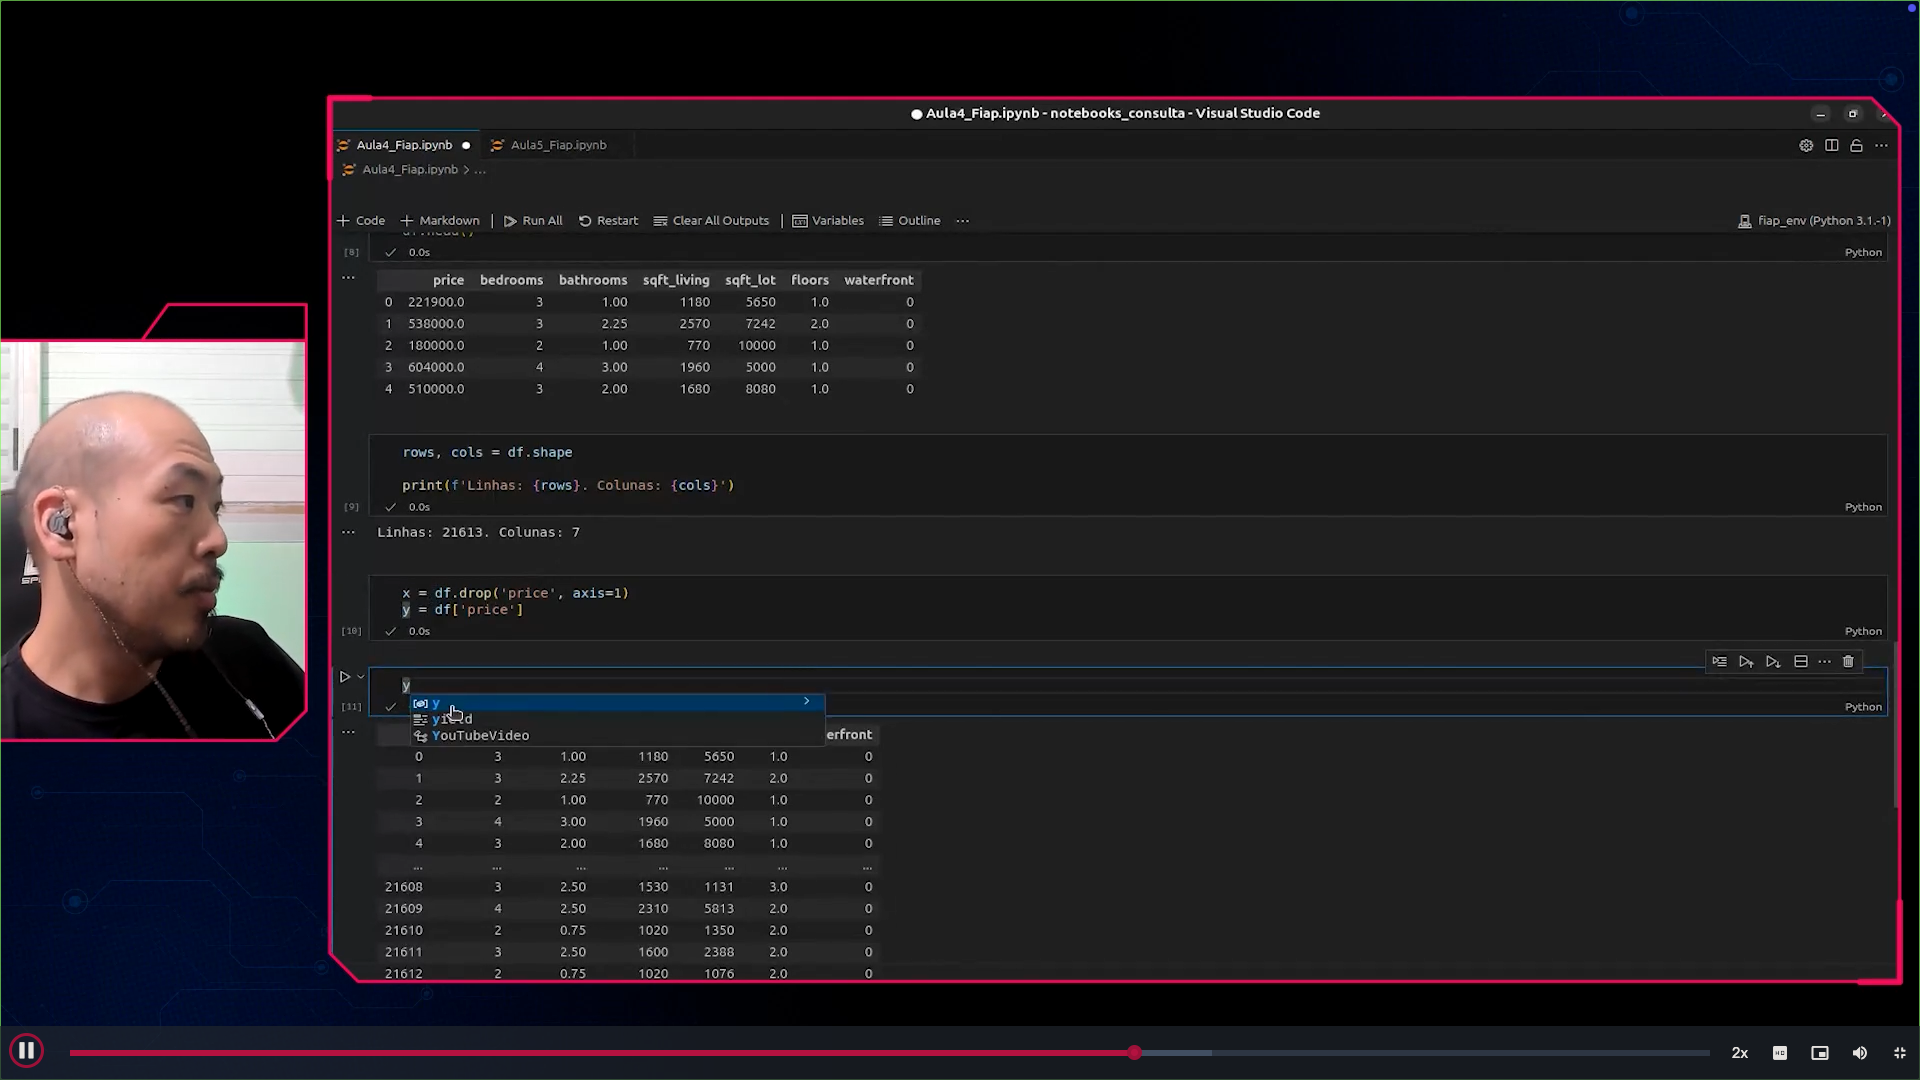 Aula4_Fiap.ipynb - notebooks_consulta - Visual Studio Code
Aula4_Fiap.ipynb Aula5_Fiap.ipynb
Aula4_Fiap.ipynb > ...
Code Markdown Run All Restart Clear All Outputs Variables Outline ... fiap_env (Python 3.1.-1)
df.head()
[8] 0.0s Python
price bedrooms bathrooms sqft_living sqft_lot floors waterfront
0 221900.0 3 1.00 1180 5650 1.0 0
1 538000.0 3 2.25 2570 7242 2.0 0
2 180000.0 2 1.00 770 10000 1.0 0
3 604000.0 4 3.00 1960 5000 1.0 0
4 510000.0 3 2.00 1680 8080 1.0 0
rows, cols = df.shape
print(f'Linhas: {rows}. Colunas: {cols}')
[9] 0.0s Python
Linhas: 21613. Colunas: 7
x = df.drop('price', axis=1)
y = df['price']
[10] 0.0s Python
y
y
[11] Python
yield
YouTubeVideo
erfront
0 3 1.00 1180 5650 1.0 0
1 3 2.25 2570 7242 2.0 0
2 2 1.00 770 10000 1.0 0
3 4 3.00 1960 5000 1.0 0
4 3 2.00 1680 8080 1.0 0
... ... ... ... ... ... ...
21608 3 2.50 1530 1131 3.0 0
21609 4 2.50 2310 5813 2.0 0
21610 2 0.75 1020 1350 2.0 0
21611 3 2.50 1600 2388 2.0 0
21612 2 0.75 1020 1076 2.0 0
2x